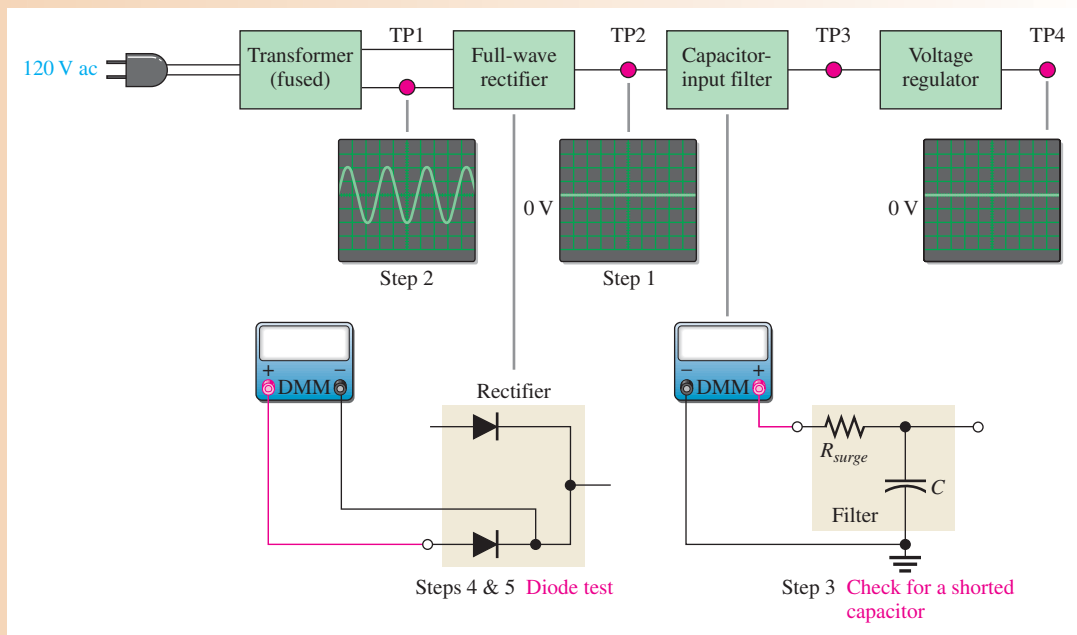 120 V ac
Transformer
(fused)
TP1
Full-wave
rectifier
TP2
Capacitor-
input filter
TP3
Voltage
regulator
TP4
0 V
0 V
Step 2
Step 1
+ −
DMM
Rectifier
− +
DMM
Rsurge
C
Filter
Steps 4 & 5 Diode test
Step 3 Check for a shorted
capacitor